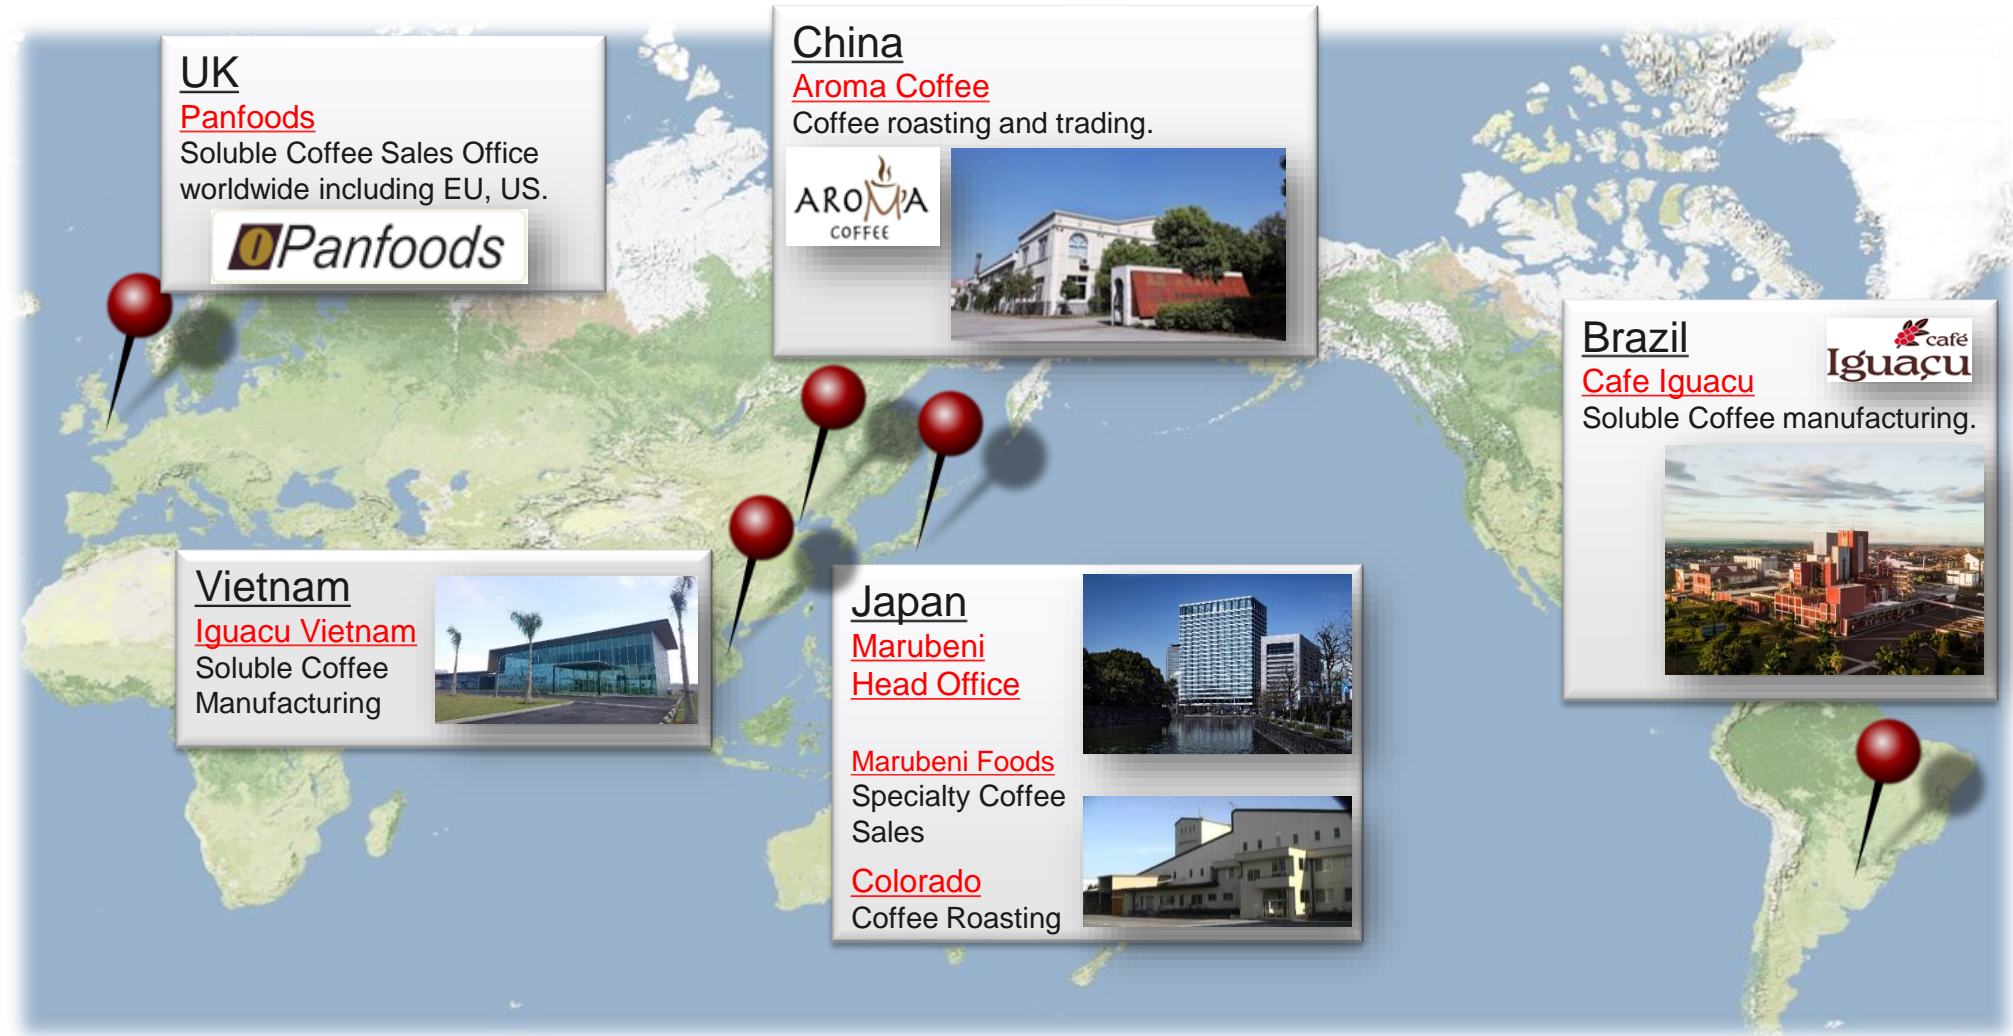 UK
Panfoods
Soluble Coffee Sales Office
worldwide including EU, US.
Panfoods
China
Aroma Coffee
Coffee roasting and trading.
AROMA
COFFEE
Brazil
café
Iguaçu
Cafe Iguacu
Soluble Coffee manufacturing.
Vietnam
Iguacu Vietnam
Soluble Coffee
Manufacturing
Japan
Marubeni
Head Office
Marubeni Foods
Specialty Coffee
Sales
Colorado
Coffee Roasting